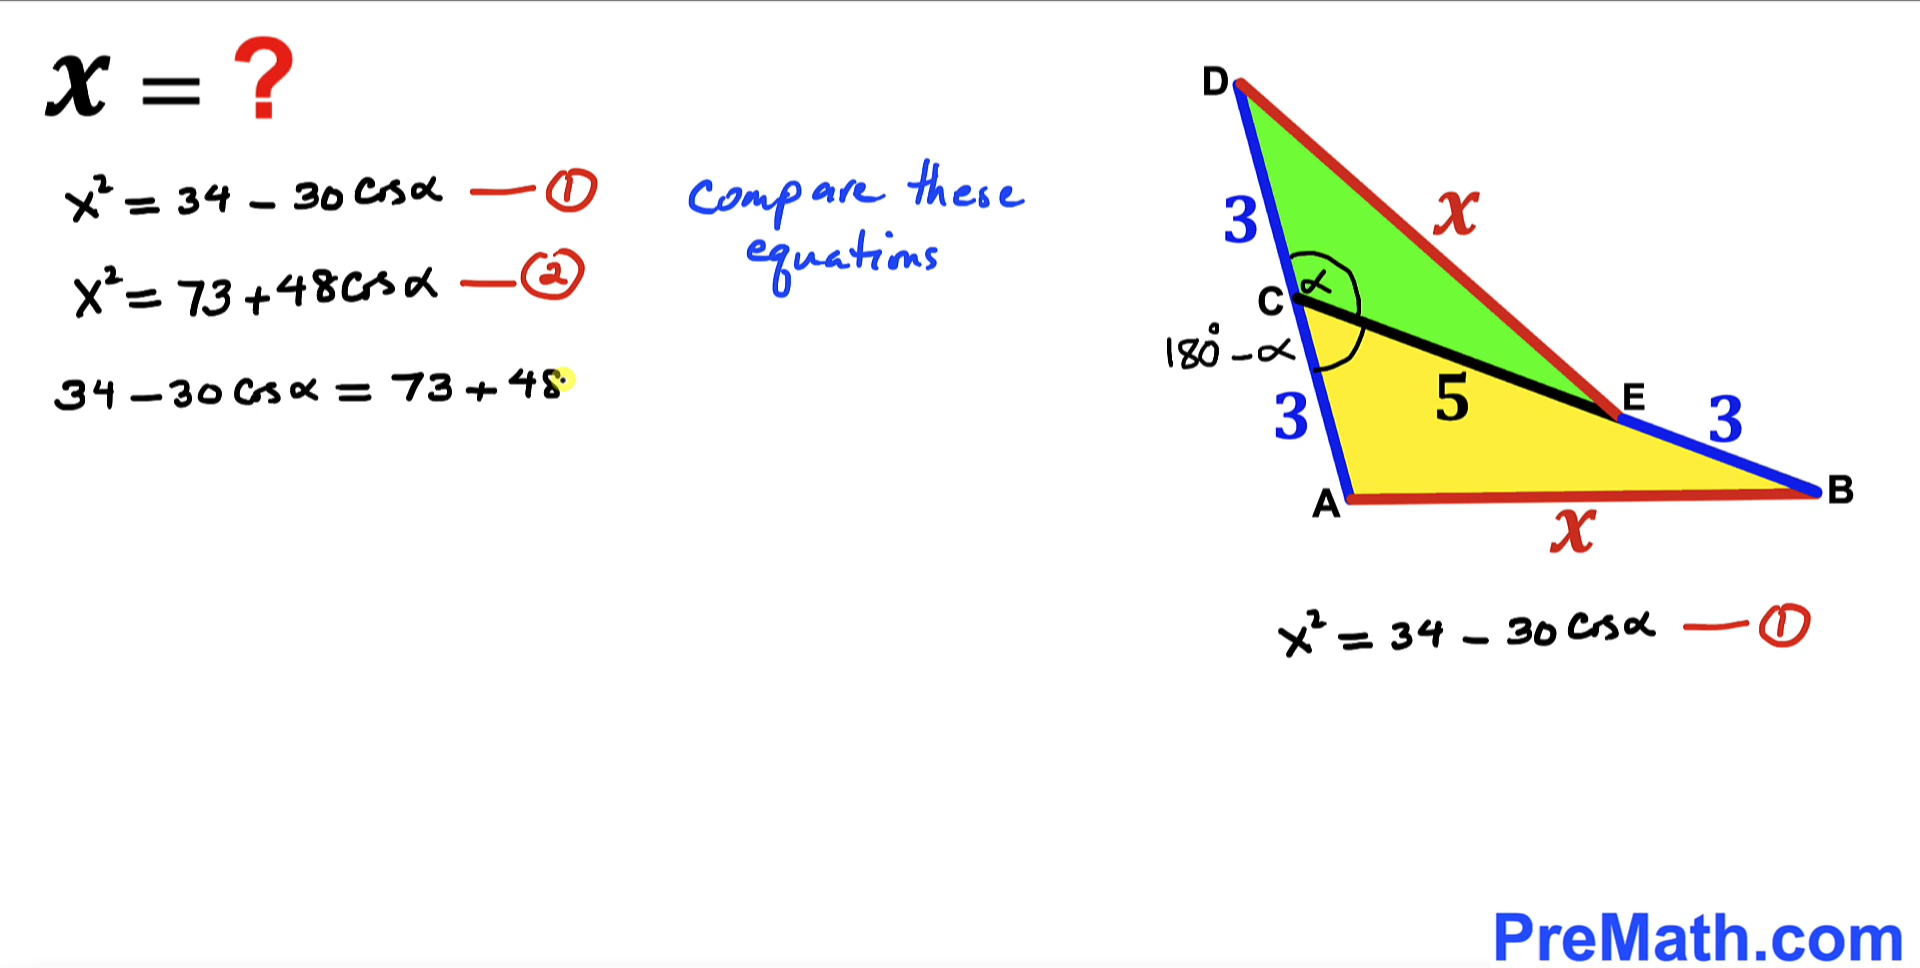 x = ?
x² = 34 - 30 cos α — ①
x² = 73 + 48 cos α — ②
34 - 30 cos α = 73 + 48
compare these
equations
D
3
x
C
α
180° - α
3
5
E
3
A
B
x
x² = 34 - 30 cos α — ①
PreMath.com